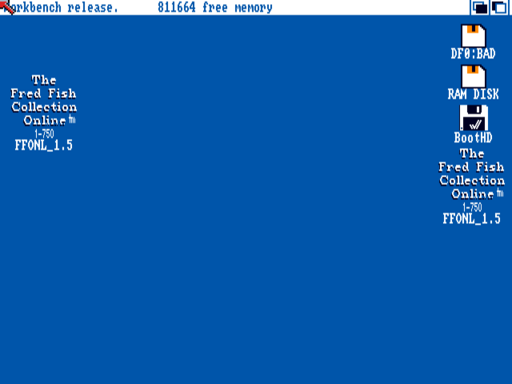 Workbench release. 811664 free memory
DF0:BAD
RAM DISK
BootHD
The
Fred Fish
Collection
Online tm
1-750
FFONL_1.5
The
Fred Fish
Collection
Online tm
1-750
FFONL_1.5